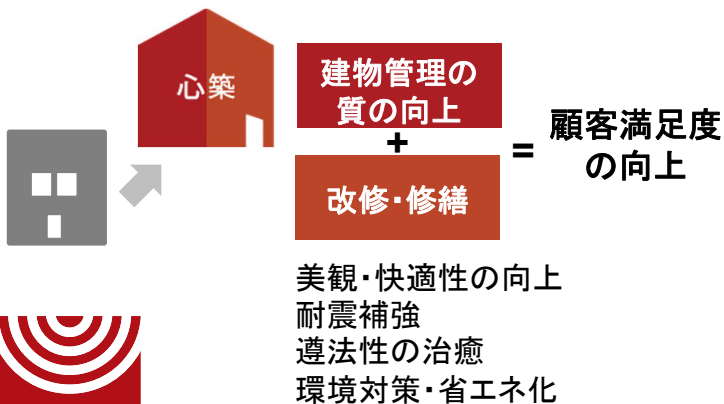 心築
建物管理の
質の向上
+
改修・修繕
=
顧客満足度
の向上
美観・快適性の向上
耐震補強
遵法性の治癒
環境対策・省エネ化